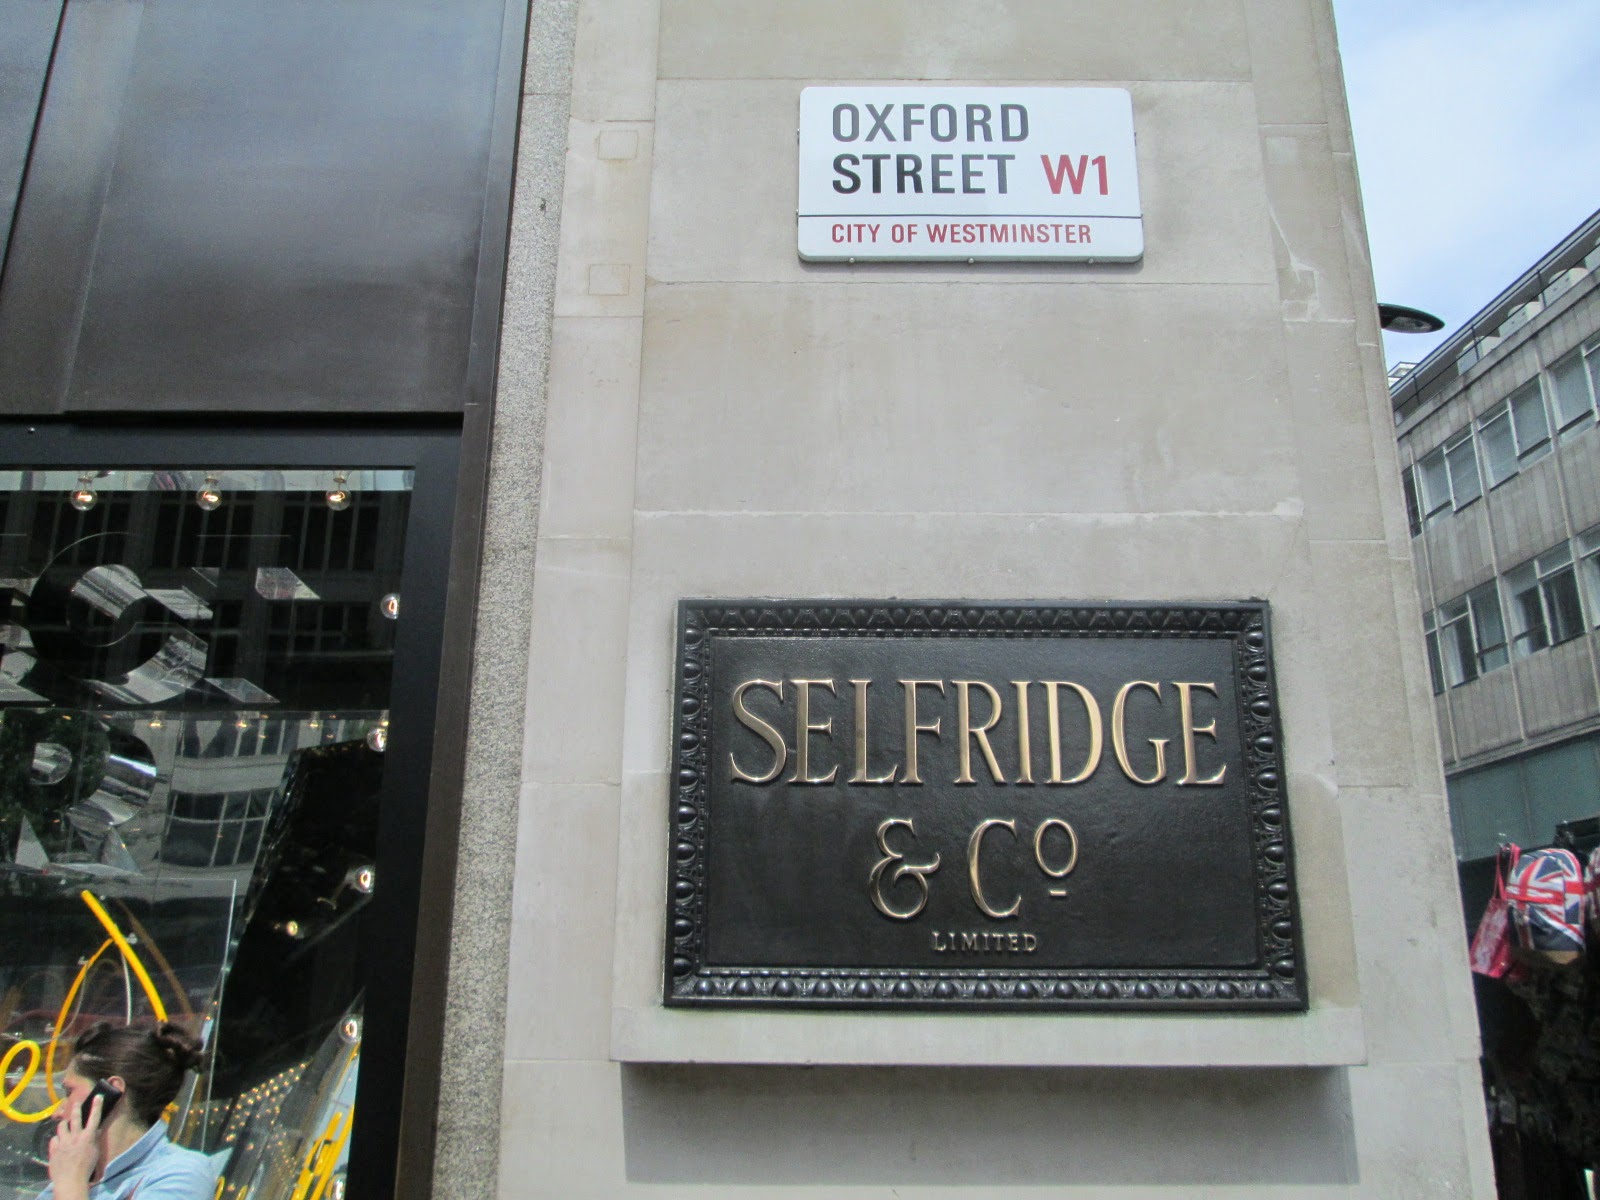 OXFORD
STREET W1
CITY OF WESTMINSTER
SELFRIDGE
& Cº
LIMITED